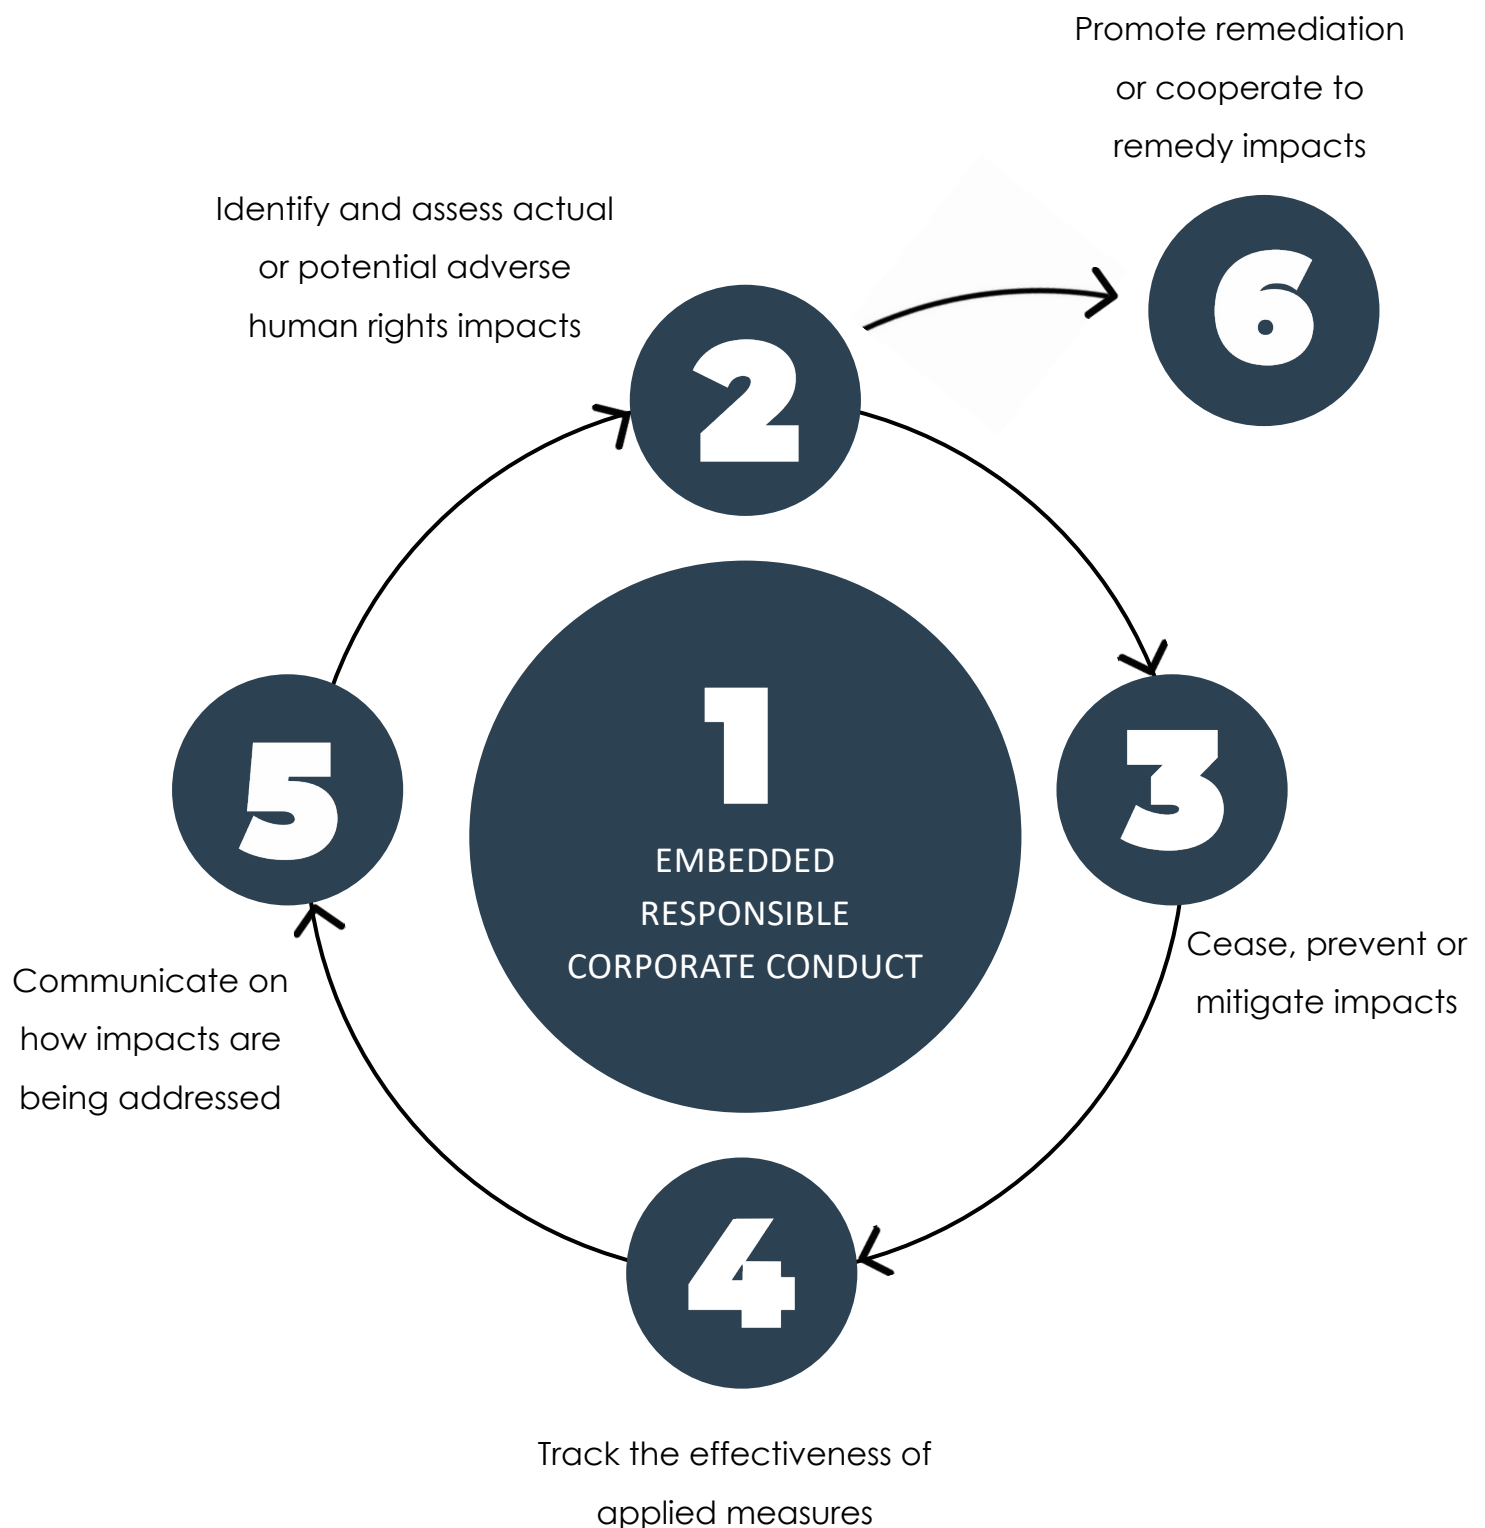 Promote remediation
or cooperate to
remedy impacts
6
Identify and assess actual
or potential adverse
human rights impacts
2
1
EMBEDDED
RESPONSIBLE
CORPORATE CONDUCT
3
Cease, prevent or
mitigate impacts
5
Communicate on
how impacts are
being addressed
4
Track the effectiveness of
applied measures